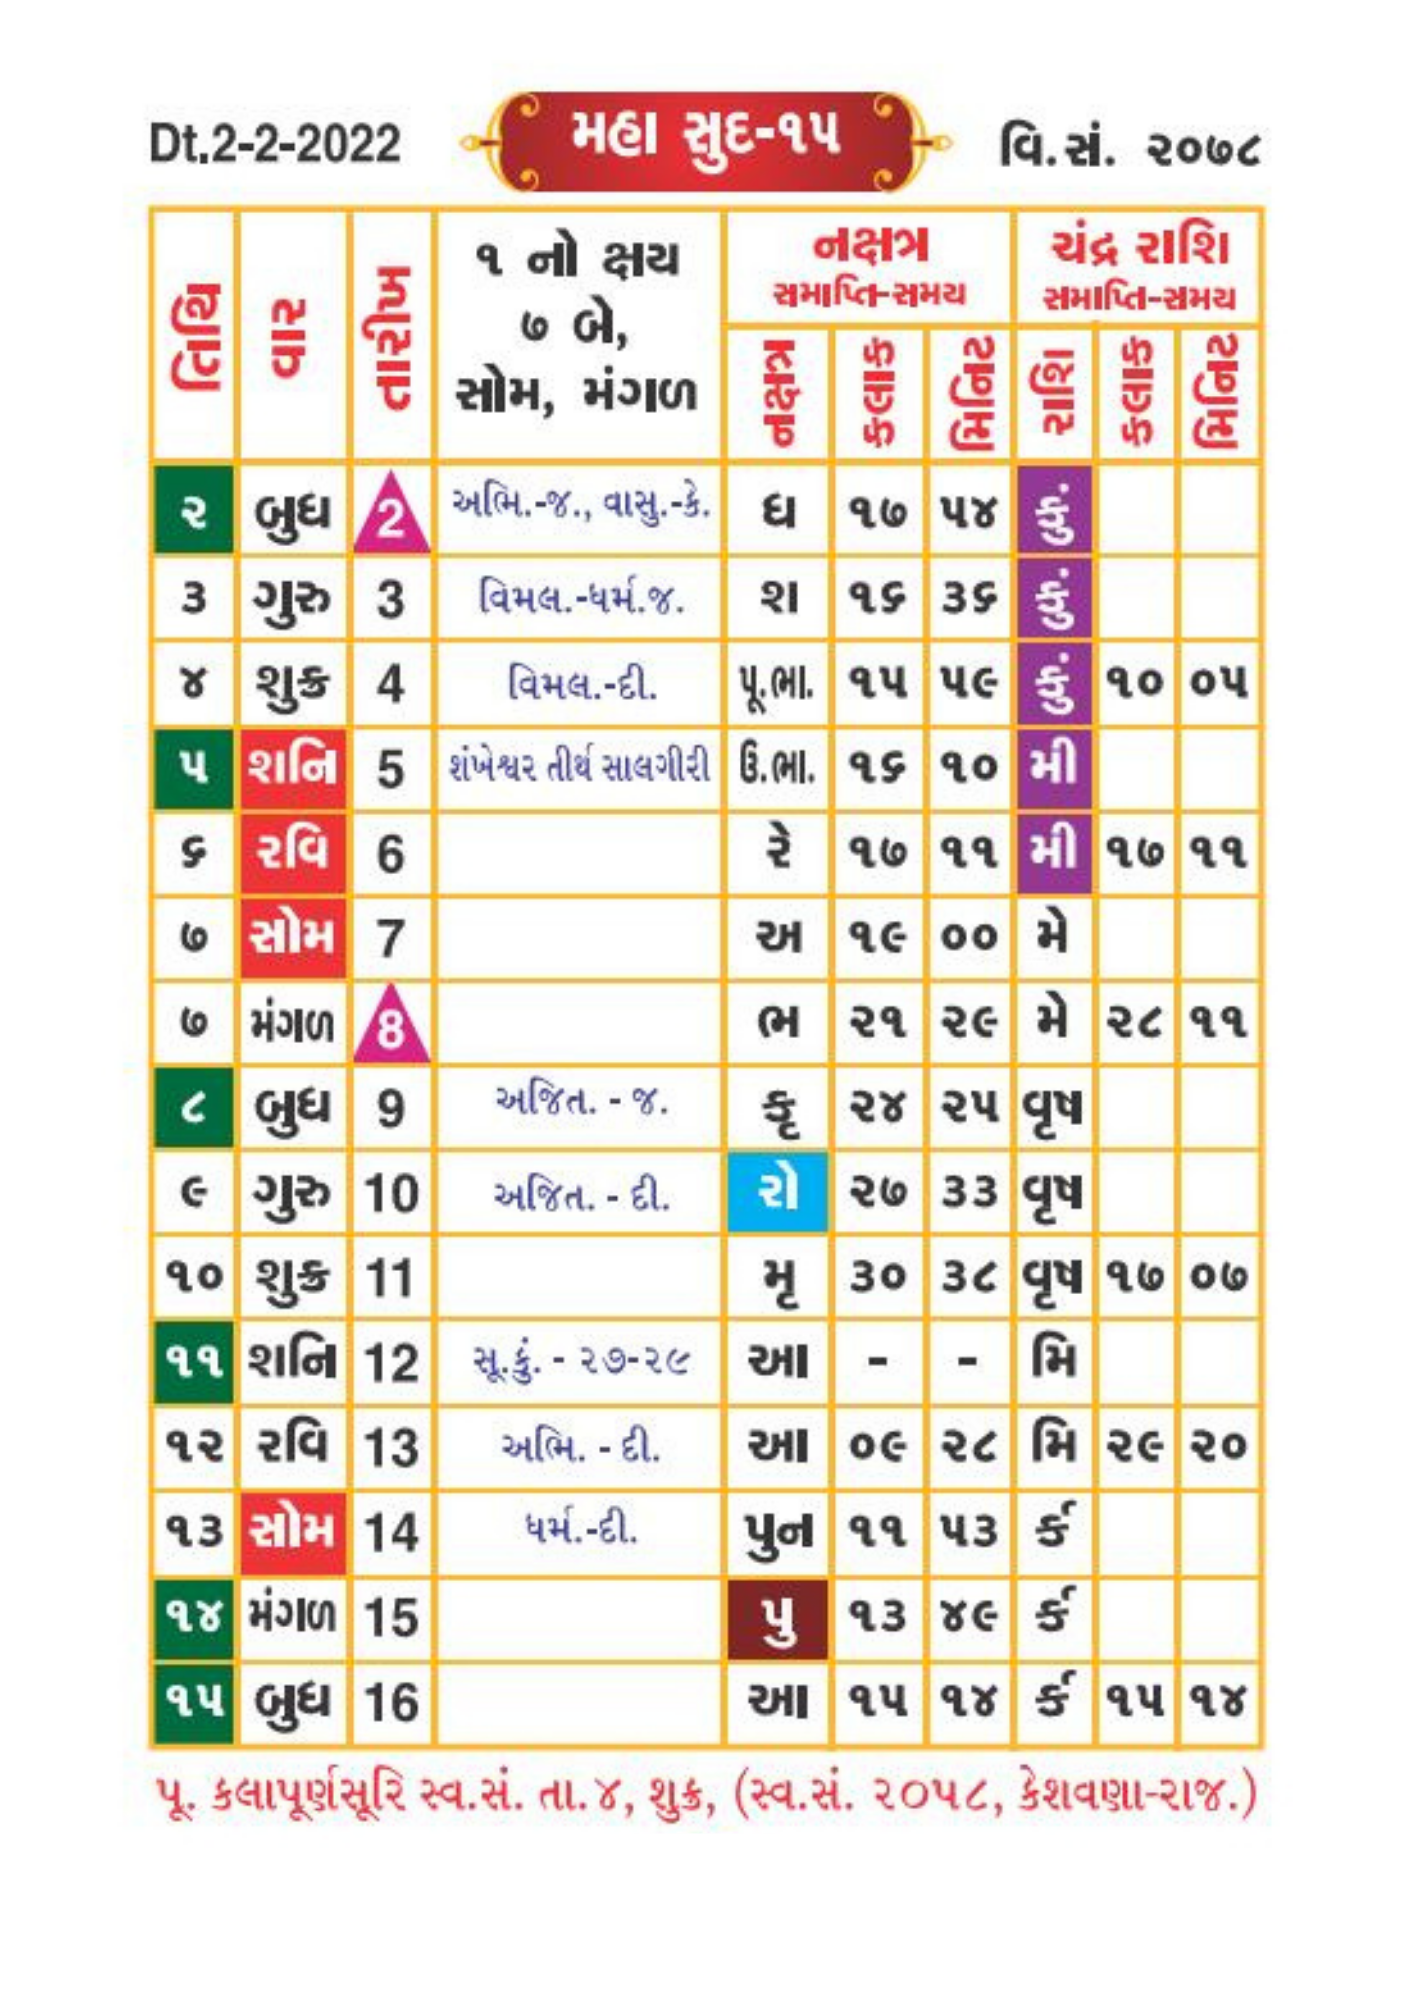 Dt.2-2-2022 મહા સુદ-૧૫ વિ.સં. ૨૦૭૮
તિથિ વાર તારીખ ૧ નો ક્ષય ૭ બે, સોમ, મંગળ નક્ષત્ર સમાપ્તિ-સમય ચંદ્ર રાશિ સમાપ્તિ-સમય
નક્ષત્ર કલાક મિનિટ રાશિ કલાક મિનિટ
૨ બુધ 2 અભિ.-જ., વાસુ.-કે. ધ ૧૭ ૫૪ કું.
૩ ગુરુ 3 વિમલ.-ધર્મ.જ. શ ૧૬ ૩૬ કું.
૪ શુક્ર 4 વિમલ.-દી. પૂ.ભા. ૧૫ ૫૯ કું ૧૦ ૦૫
૫ શનિ 5 શંખેશ્વર તીર્થ સાલગીરી ઉ.ભા. ૧૬ ૧૦ મી
૬ રવિ 6 રે ૧૭ ૧૧ મી ૧૭ ૧૧
૭ સોમ 7 અ ૧૯ ૦૦ મે
૭ મંગળ 8 ભ ૨૧ ૨૯ મે ૨૮ ૧૧
૮ બુધ 9 અજિત. - જ. કૃ ૨૪ ૨૫ વૃષ
૯ ગુરુ 10 અજિત. - દી. રો ૨૭ ૩૩ વૃષ
૧૦ શુક્ર 11 મૃ ૩૦ ૩૮ વૃષ ૧૭ ૦૭
૧૧ શનિ 12 સૂ.કું. - ૨૭-૨૯ આ - - મિ
૧૨ રવિ 13 અભિ. - દી. આ ૦૯ ૨૮ મિ ૨૯ ૨૦
૧૩ સોમ 14 ધર્મ.-દી. પુન ૧૧ ૫૩ ર્ક
૧૪ મંગળ 15 પુ ૧૩ ૪૯ ર્ક
૧૫ બુધ 16 આ ૧૫ ૧૪ ર્ક ૧૫ ૧૪
પૂ. કલાપૂર્ણસૂરિ સ્વ.સં. તા.૪, શુક્ર, (સ્વ.સં. ૨૦૫૮, કેશવણા-રાજ.)